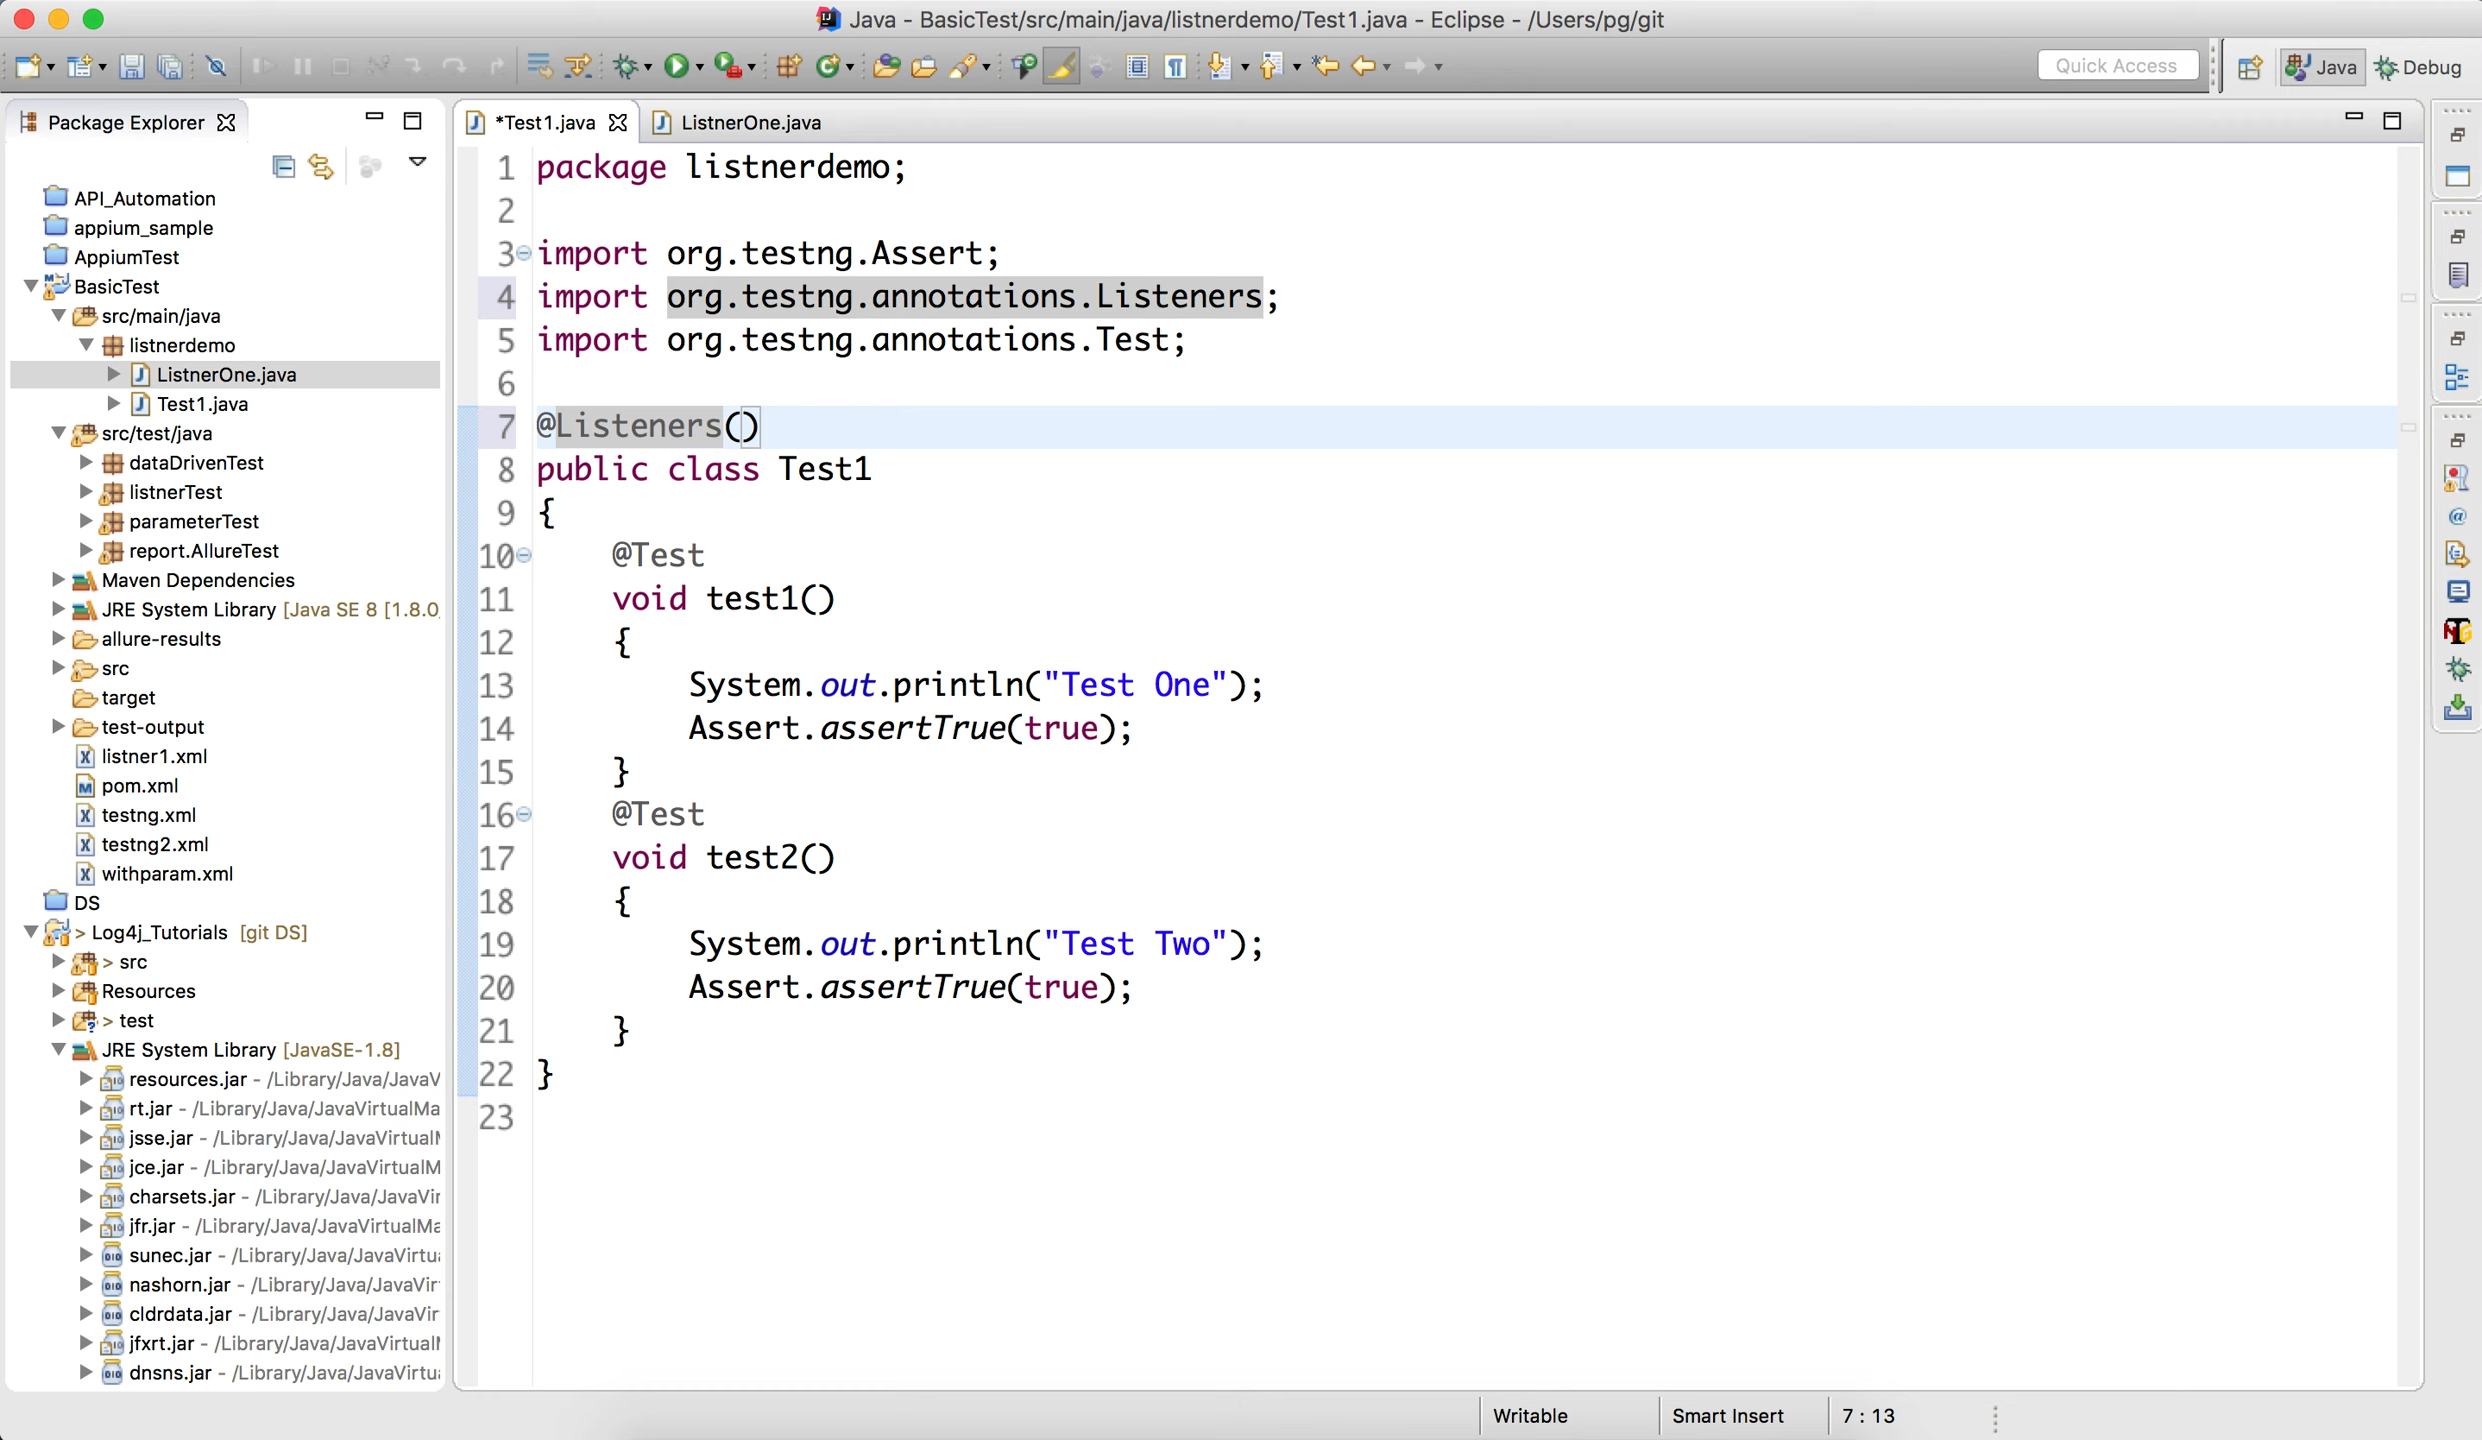 Java - BasicTest/src/main/java/listnerdemo/Test1.java - Eclipse - /Users/pg/git
Quick Access
Java
Debug
Package Explorer
*Test1.java
ListnerOne.java
API_Automation
appium_sample
AppiumTest
BasicTest
src/main/java
listnerdemo
ListnerOne.java
Test1.java
src/test/java
dataDrivenTest
listnerTest
parameterTest
report.AllureTest
Maven Dependencies
JRE System Library [Java SE 8 [1.8.0
allure-results
src
target
test-output
listner1.xml
pom.xml
testng.xml
testng2.xml
withparam.xml
DS
> Log4j_Tutorials [git DS]
> src
Resources
> test
JRE System Library [JavaSE-1.8]
resources.jar - /Library/Java/JavaV
rt.jar - /Library/Java/JavaVirtualMa
jsse.jar - /Library/Java/JavaVirtual
jce.jar - /Library/Java/JavaVirtualM
charsets.jar - /Library/Java/JavaVir
jfr.jar - /Library/Java/JavaVirtualMa
sunec.jar - /Library/Java/JavaVirtua
nashorn.jar - /Library/Java/JavaVir
cldrdata.jar - /Library/Java/JavaVir
jfxrt.jar - /Library/Java/JavaVirtual
dnsns.jar - /Library/Java/JavaVirtua
1 package listnerdemo;
2
3 import org.testng.Assert;
4 import org.testng.annotations.Listeners;
5 import org.testng.annotations.Test;
6
7 @Listeners()
8 public class Test1
9 {
10 @Test
11 void test1()
12 {
13 System.out.println("Test One");
14 Assert.assertTrue(true);
15 }
16 @Test
17 void test2()
18 {
19 System.out.println("Test Two");
20 Assert.assertTrue(true);
21 }
22 }
23
Writable
Smart Insert
7 : 13